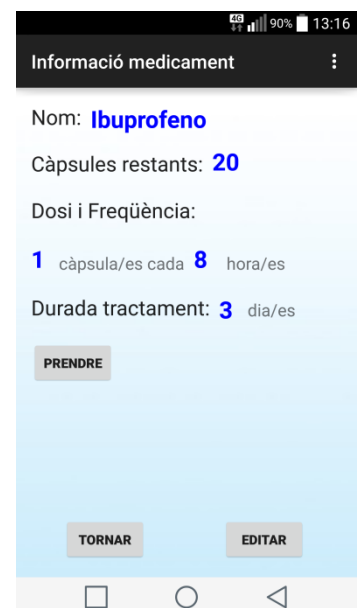 4G 90% 13:16
Informació medicament
Nom: Ibuprofeno
Càpsules restants: 20
Dosi i Freqüència:
1 càpsula/es cada 8 hora/es
Durada tractament: 3 dia/es
PRENDRE
TORNAR EDITAR